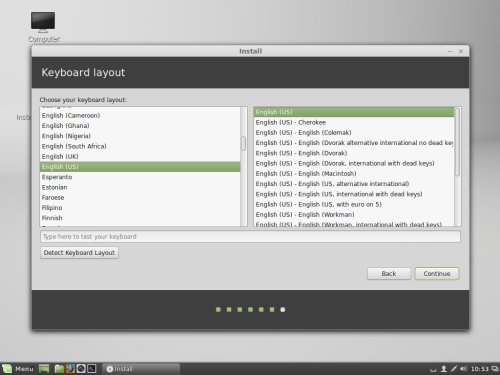 Computer
Install
Keyboard layout
Choose your keyboard layout:
English (Cameroon)
English (Ghana)
English (Nigeria)
English (South Africa)
English (UK)
English (US)
Esperanto
Estonian
Faroese
Filipino
Finnish
English (US)
English (US) - Cherokee
English (US) - English (Colemak)
English (US) - English (Dvorak alternative international no dead key
English (US) - English (Dvorak)
English (US) - English (Dvorak, international with dead keys)
English (US) - English (Macintosh)
English (US) - English (US, alternative international)
English (US) - English (US, international with dead keys)
English (US) - English (US, with euro on 5)
English (US) - English (Workman)
English (US) - English (Workman, international with dead keys)
Type here to test your keyboard
Detect Keyboard Layout
Back
Continue
Menu
Install
10:53